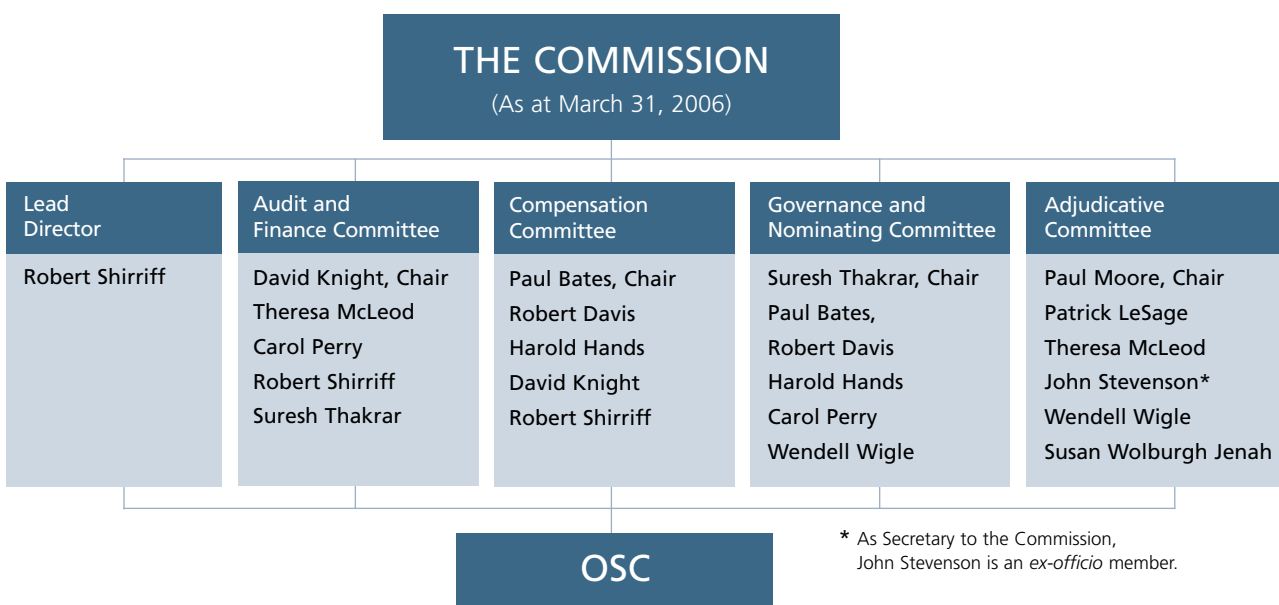 THE COMMISSION
(As at March 31, 2006)
Lead
Director
Robert Shirriff
Audit and
Finance Committee
David Knight, Chair
Theresa McLeod
Carol Perry
Robert Shirriff
Suresh Thakrar
Compensation
Committee
Paul Bates, Chair
Robert Davis
Harold Hands
David Knight
Robert Shirriff
Governance and
Nominating Committee
Suresh Thakrar, Chair
Paul Bates,
Robert Davis
Harold Hands
Carol Perry
Wendell Wigle
Adjudicative
Committee
Paul Moore, Chair
Patrick LeSage
Theresa McLeod
John Stevenson*
Wendell Wigle
Susan Wolburgh Jenah
OSC
* As Secretary to the Commission,
John Stevenson is an ex-officio member.